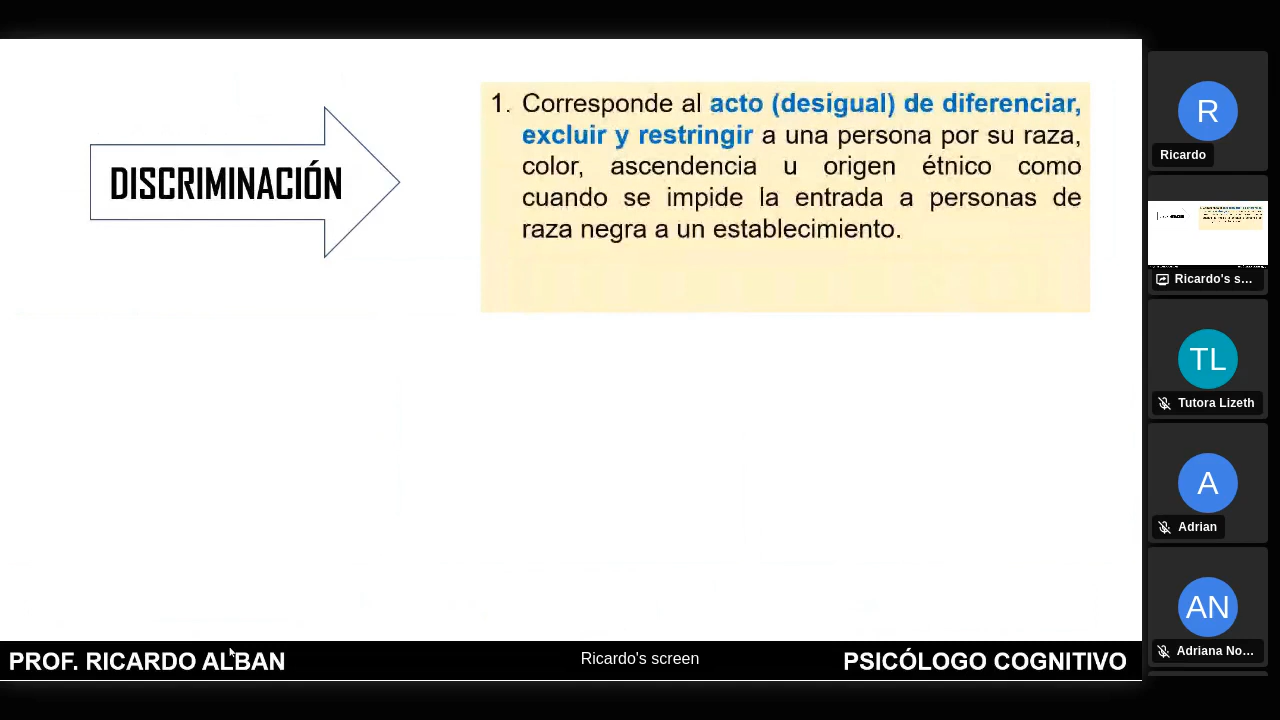 DISCRIMINACIÓN
1. Corresponde al acto (desigual) de diferenciar,
excluir y restringir a una persona por su raza,
color, ascendencia u origen étnico como
cuando se impide la entrada a personas de
raza negra a un establecimiento.
PROF. RICARDO ALBAN
Ricardo's screen
PSICÓLOGO COGNITIVO
R
Ricardo
Ricardo's s...
TL
Tutora Lizeth
A
Adrian
AN
Adriana No...